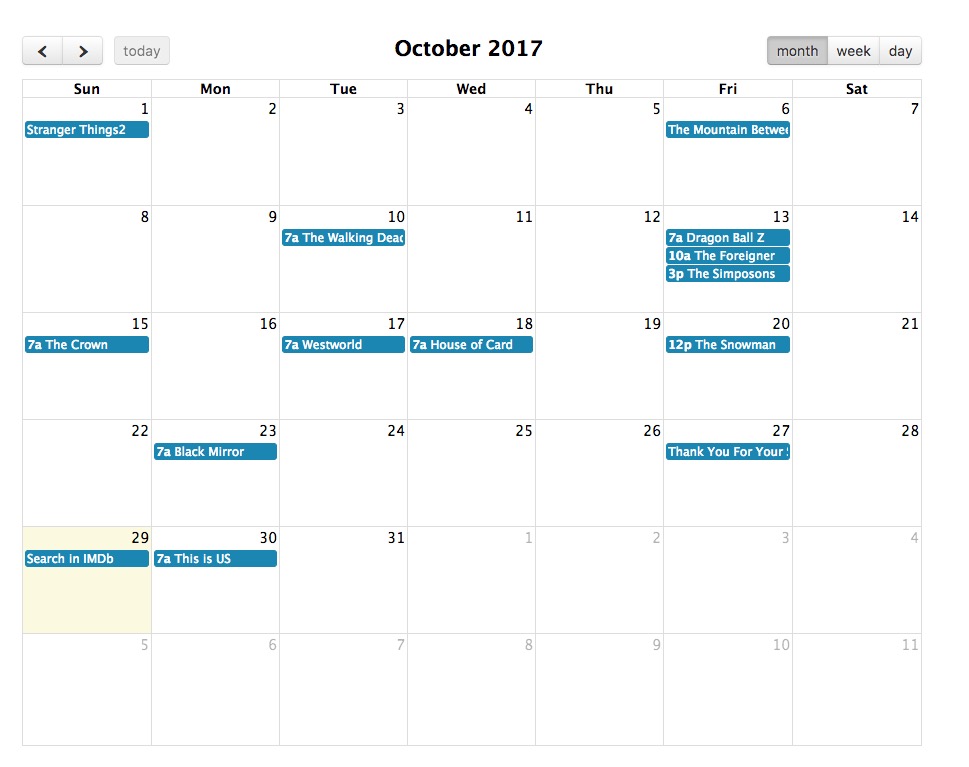 today
October 2017
month week day
Sun Mon Tue Wed Thu Fri Sat
1 2 3 4 5 6 7
Stranger Things2
The Mountain
8 9 10 11 12 13 14
7a The Walking Dead
7a Dragon Ball Z
10a The Foreigner
3p The Simposons
15 16 17 18 19 20 21
7a The Crown
7a Westworld
7a House of Card
12p The Snowman
22 23 24 25 26 27 28
7a Black Mirror
Thank You For Your
29 30 31 1 2 3 4
Search in IMDb
7a This is US
5 6 7 8 9 10 11